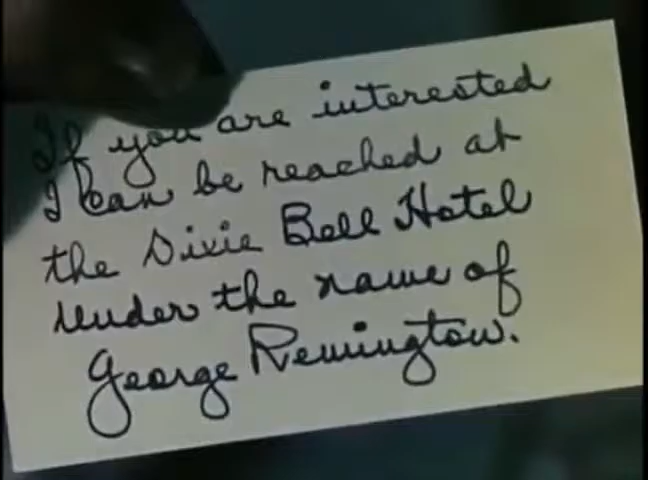 If you are interested
I can be reached at
the Dixie Bell Hotel
under the name of
George Remington.